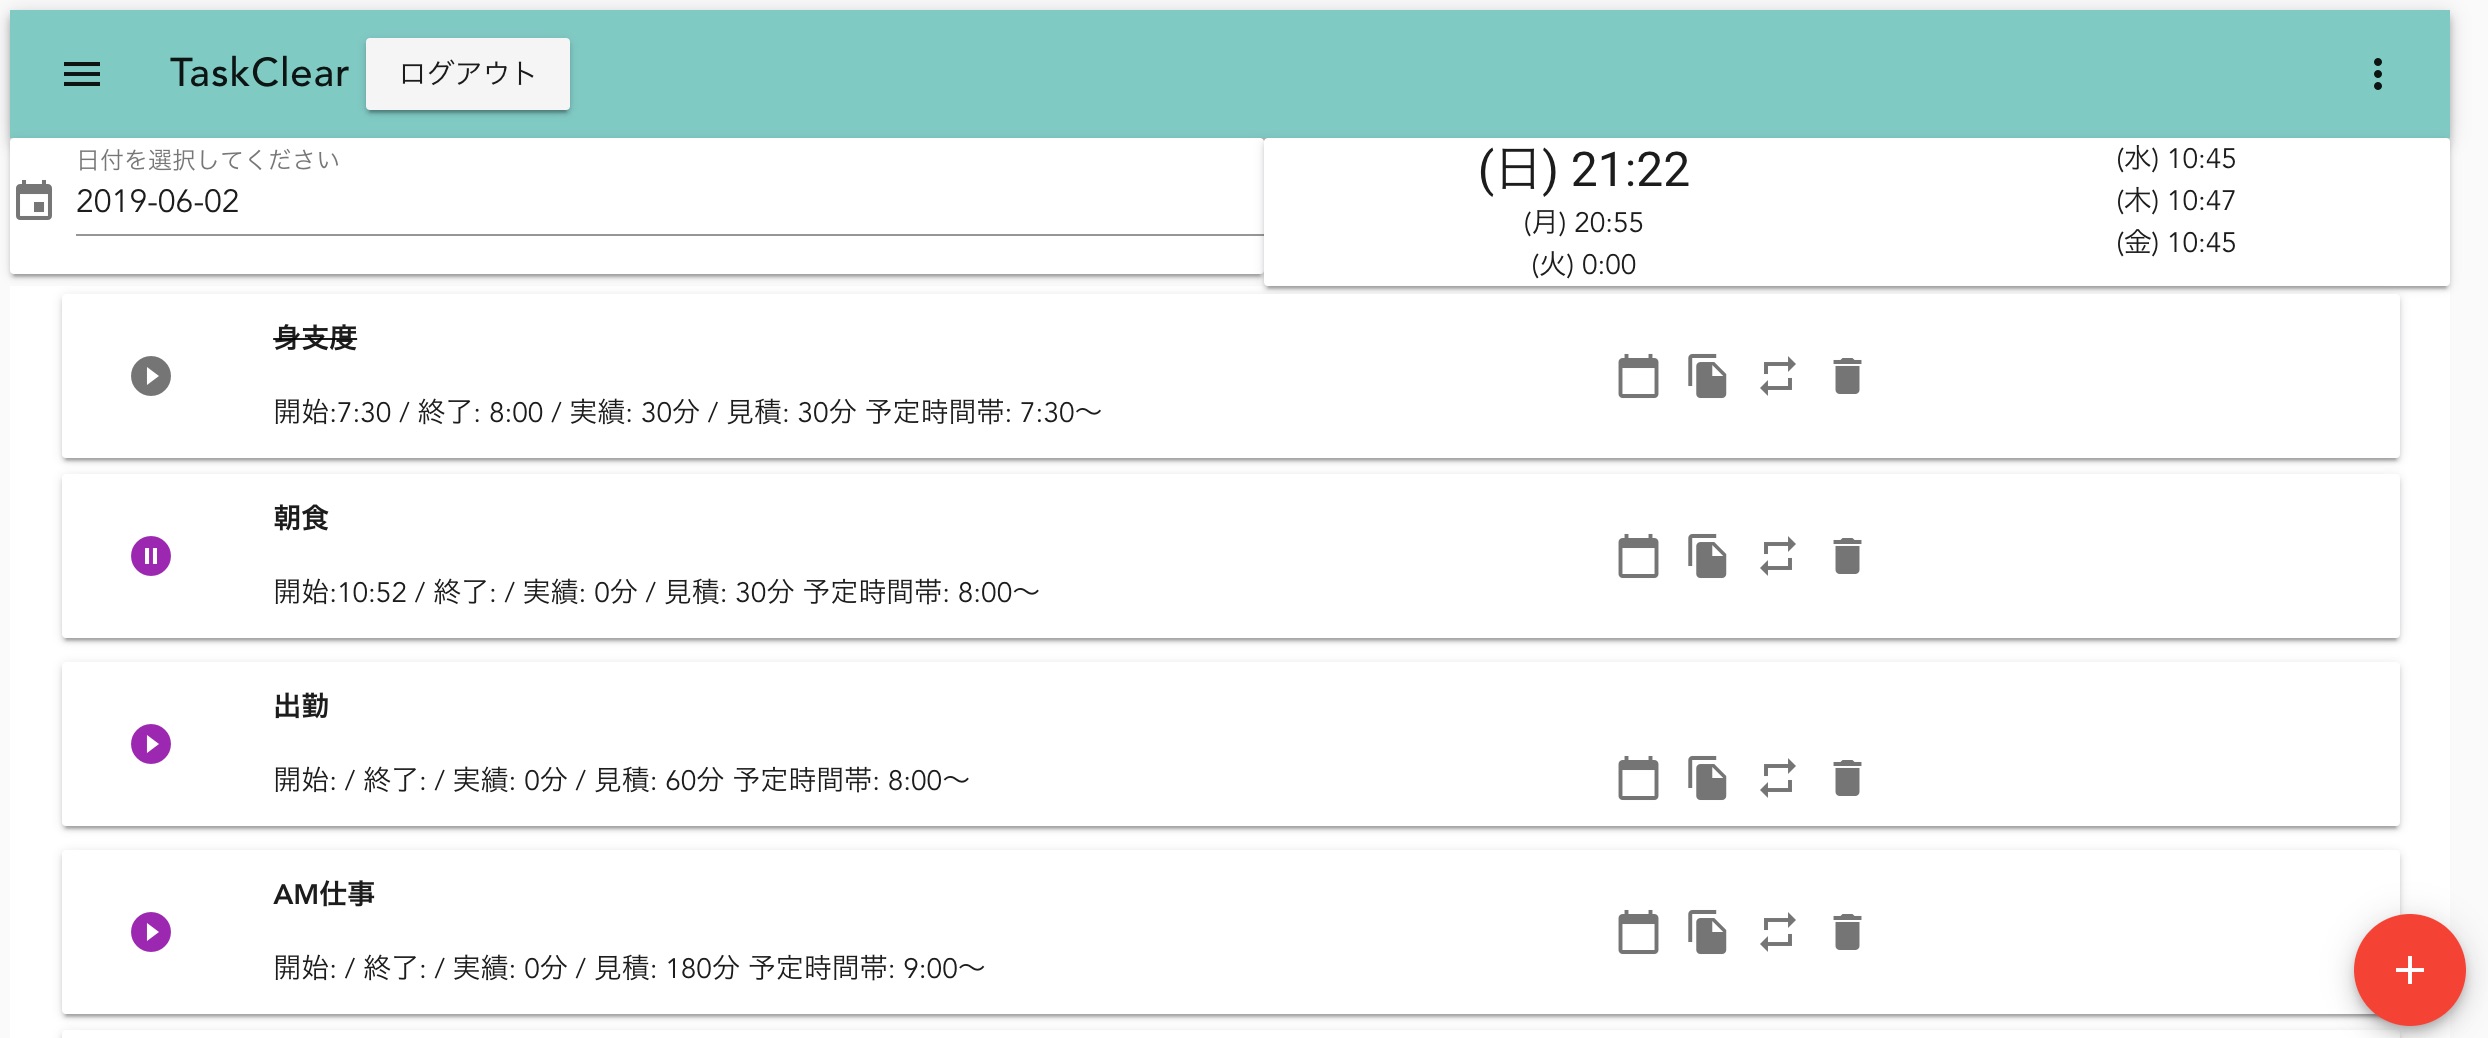 TaskClear ログアウト
日付を選択してください
2019-06-02
(日) 21:22
(月) 20:55
(火) 0:00
(水) 10:45
(木) 10:47
(金) 10:45
身支度
開始:7:30 / 終了: 8:00 / 実績: 30分 / 見積: 30分 予定時間帯: 7:30〜
朝食
開始:10:52 / 終了: / 実績: 0分 / 見積: 30分 予定時間帯: 8:00〜
出勤
開始: / 終了: / 実績: 0分 / 見積: 60分 予定時間帯: 8:00〜
AM仕事
開始: / 終了: / 実績: 0分 / 見積: 180分 予定時間帯: 9:00〜